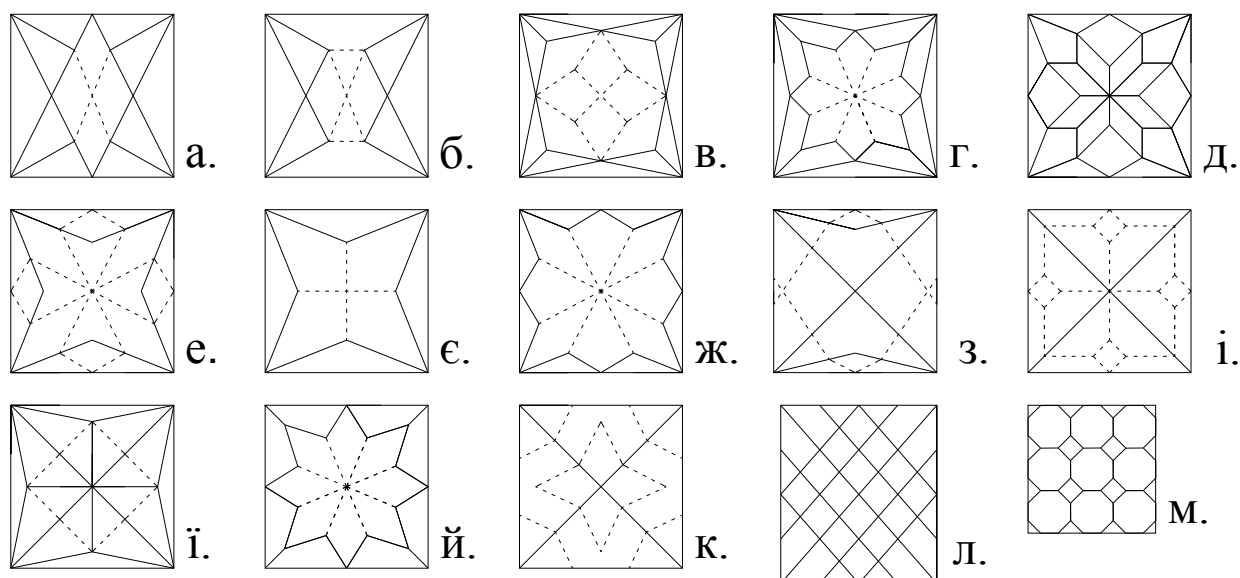 а. б. в. г. д.
е. є. ж. з. і.
ї. й. к. л. м.